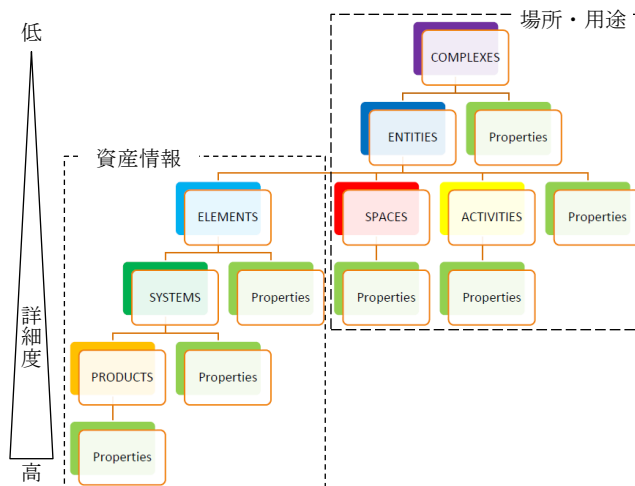 場所・用途
低
COMPLEXES
ENTITIES
Properties
資産情報
ELEMENTS
SPACES
ACTIVITIES
Properties
SYSTEMS
Properties
Properties
Properties
詳細度
PRODUCTS
Properties
Properties
高